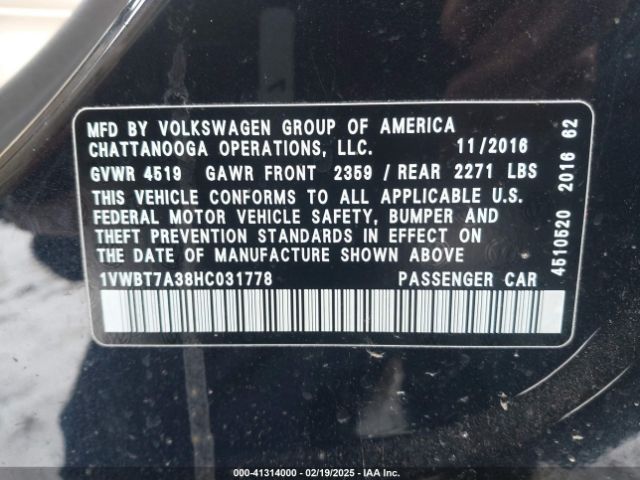 MFD BY VOLKSWAGEN GROUP OF AMERICA
CHATTANOOGA OPERATIONS, LLC. 11/2016
GVWR 4519 GAWR FRONT 2359 / REAR 2271 LBS
THIS VEHICLE CONFORMS TO ALL APPLICABLE U.S.
FEDERAL MOTOR VEHICLE SAFETY, BUMPER AND
THEFT PREVENTION STANDARDS IN EFFECT ON
THE DATE OF MANUFACTURE SHOWN ABOVE
1VWBT7A38HC031778 PASSENGER CAR
4510520 2016 62
000-41314000 - 02/19/2025 - IAA Inc.